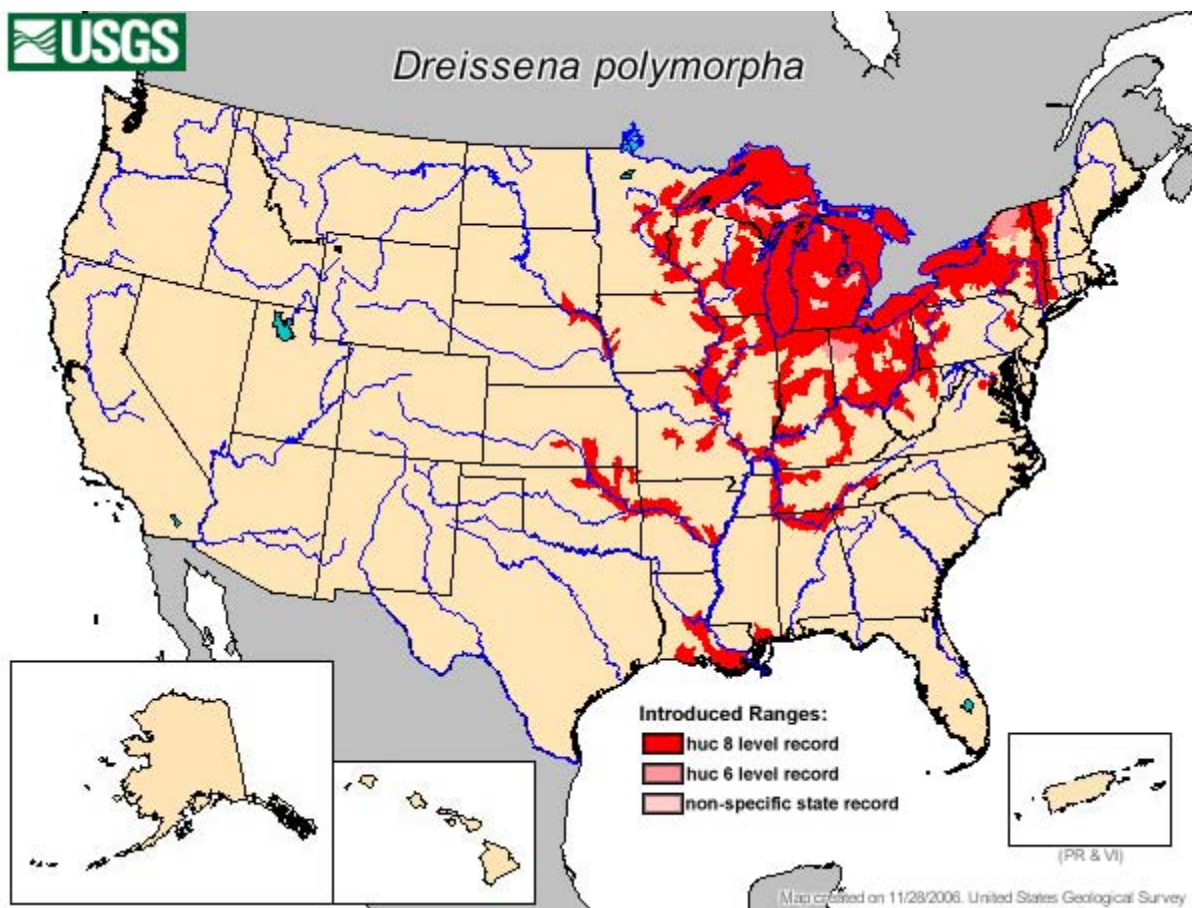 USGS
Dreissena polymorpha
Introduced Ranges:
huc 8 level record
huc 6 level record
non-specific state record
(PR & VI)
Map created on 11/28/2006. United States Geological Survey